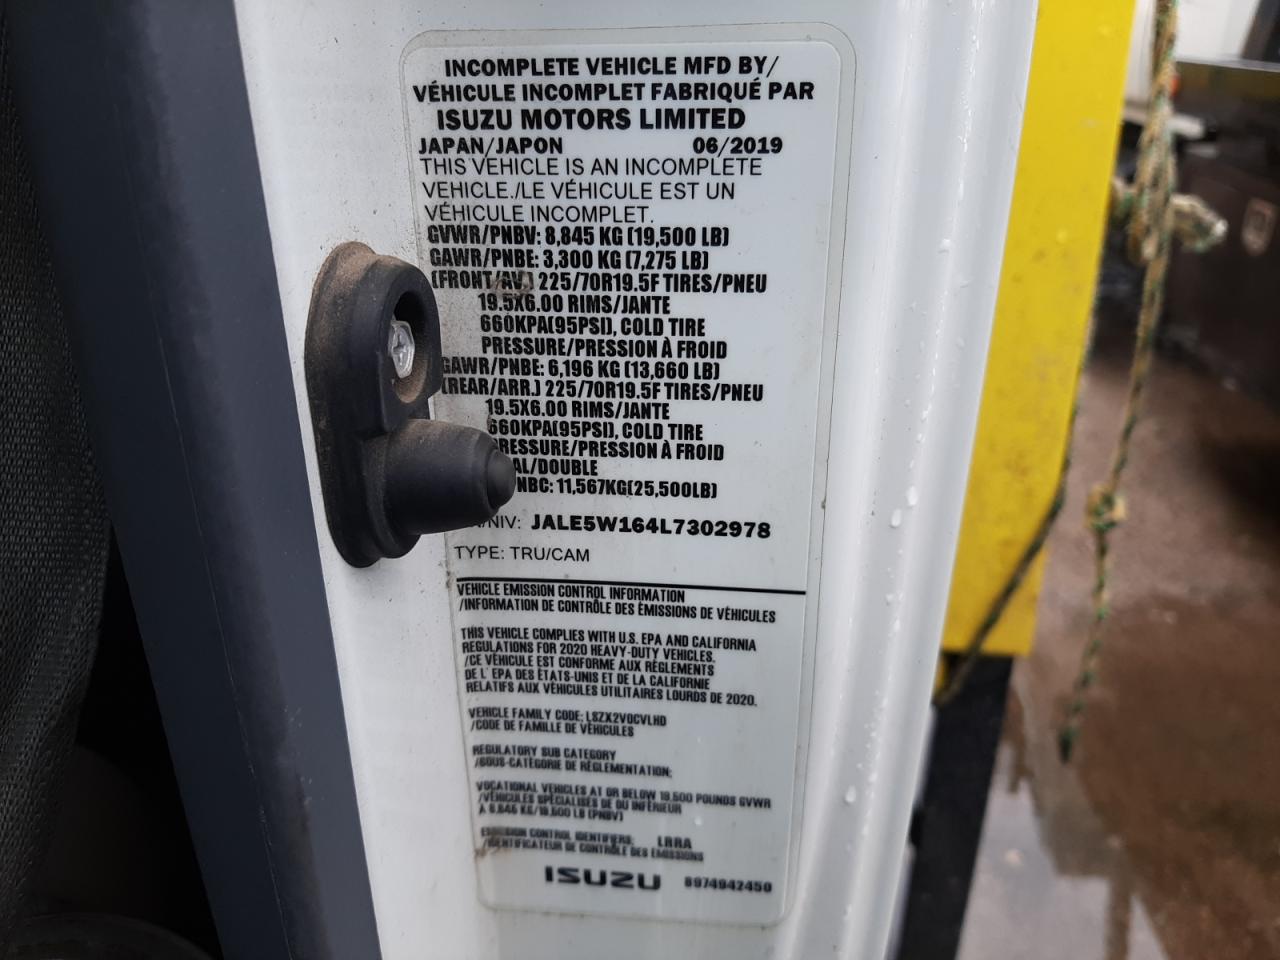 INCOMPLETE VEHICLE MFD BY/
VÉHICULE INCOMPLET FABRIQUÉ PAR
ISUZU MOTORS LIMITED
JAPAN/JAPON 06/2019
THIS VEHICLE IS AN INCOMPLETE
VEHICLE./LE VÉHICULE EST UN
VÉHICULE INCOMPLET.
GVWR/PNBV: 8,845 KG (19,500 LB)
GAWR/PNBE: 3,300 KG (7,275 LB)
(FRONT/AV.) 225/70R19.5F TIRES/PNEU
19.5X6.00 RIMS/JANTE
660KPA(95PSI), COLD TIRE
PRESSURE/PRESSION À FROID
GAWR/PNBE: 6,196 KG (13,660 LB)
(REAR/ARR.) 225/70R19.5F TIRES/PNEU
19.5X6.00 RIMS/JANTE
660KPA(95PSI), COLD TIRE
PRESSURE/PRESSION À FROID
/DOUBLE
11,567KG(25,500LB)
/NIV: JALE5W164L7302978
TYPE: TRU/CAM
VEHICLE EMISSION CONTROL INFORMATION
/INFORMATION DE CONTRÔLE DES ÉMISSIONS DE VÉHICULES
THIS VEHICLE COMPLIES WITH U.S. EPA AND CALIFORNIA
REGULATIONS FOR 2020 HEAVY-DUTY VEHICLES.
/CE VÉHICULE EST CONFORME AUX RÈGLEMENTS
DE L' EPA DES ÉTATS-UNIS ET DE LA CALIFORNIE
RELATIFS AUX VÉHICULES UTILITAIRES LOURDS DE 2020.
VEHICLE FAMILY CODE: LSZX2VOCVLHD
/CODE DE FAMILLE DE VÉHICULES
REGULATORY SUB CATEGORY
/SOUS-CATÉGORIE DE RÉGLEMENTATION:
VOCATIONAL VEHICLES AT OR BELOW 19,500 POUNDS GVWR
/VÉHICULES SPÉCIALISÉS DE OU INFÉRIEUR
À 8,845 KG/19,500 LB (PNBV)
EMISSION CONTROL IDENTIFIERS: LRRA
/IDENTIFICATEUR DE CONTRÔLE DES ÉMISSIONS
ISUZU 8974942450